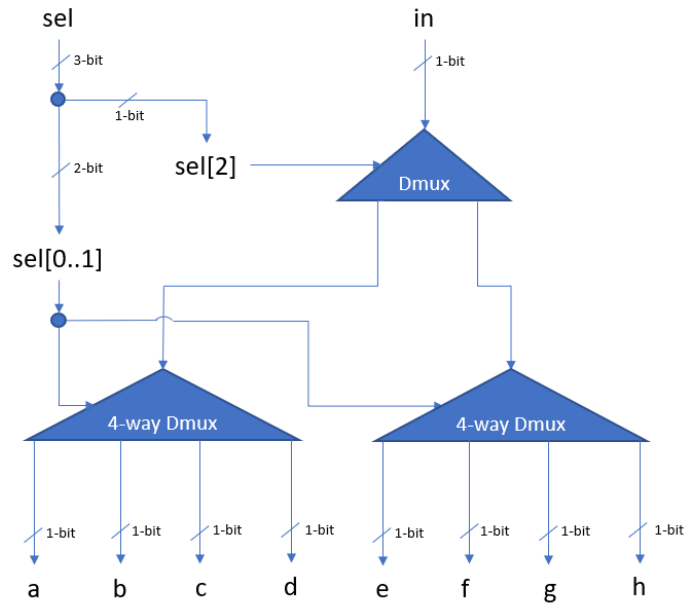 sel
in
3-bit
1-bit
1-bit
2-bit
sel[2]
Dmux
sel[0..1]
4-way Dmux
4-way Dmux
1-bit
1-bit
1-bit
1-bit
1-bit
1-bit
1-bit
1-bit
a
b
c
d
e
f
g
h